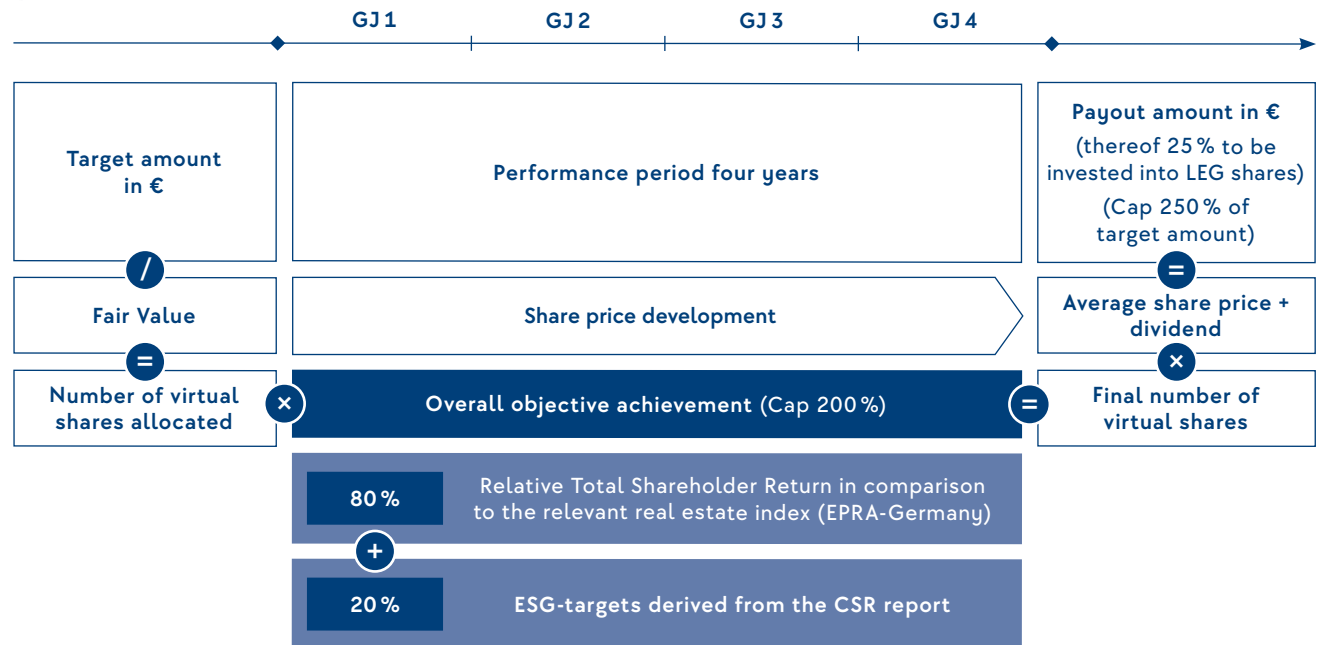 GJ 1 GJ 2 GJ 3 GJ 4
Target amount
in €
/
Fair Value
=
Number of virtual
shares allocated
×
Performance period four years
Share price development
Overall objective achievement (Cap 200 %)
80 %
Relative Total Shareholder Return in comparison
to the relevant real estate index (EPRA-Germany)
+
20 %
ESG-targets derived from the CSR report
=
Payout amount in €
(thereof 25 % to be
invested into LEG shares)
(Cap 250 % of
target amount)
=
Average share price +
dividend
×
Final number of
virtual shares